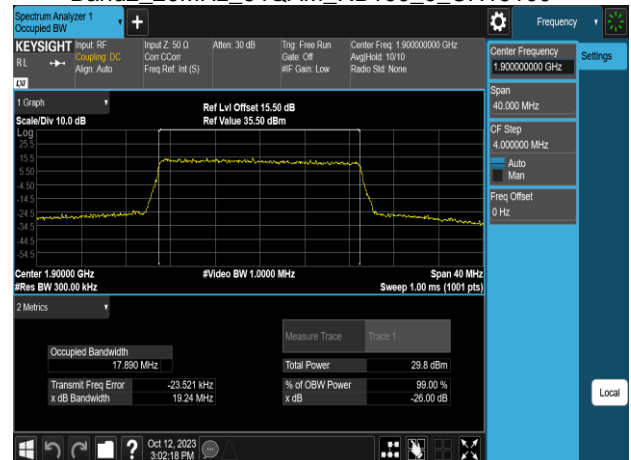 Spectrum Analyzer 1
Occupied BW
+
Frequency
KEYSIGHT
RL
LXI
Input: RF
Coupling: DC
Align: Auto
Input Z: 50 Ω
Corr CCorr
Freq Ref: Int (S)
Atten: 30 dB
Trig: Free Run
Gate: Off
#IF Gain: Low
Center Freq: 1.900000000 GHz
Avg|Hold: 10/10
Radio Std: None
Center Frequency
1.900000000 GHz
Settings
Span
40.000 MHz
CF Step
4.000000 MHz
Auto
Man
Freq Offset
0 Hz
1 Graph
Scale/Div 10.0 dB
Ref Lvl Offset 15.50 dB
Ref Value 35.50 dBm
Log
25.5
15.5
5.50
-4.50
-14.5
-24.5
-34.5
-44.5
-54.5
Center 1.90000 GHz
#Video BW 1.0000 MHz
Span 40 MHz
#Res BW 300.00 kHz
Sweep 1.00 ms (1001 pts)
2 Metrics
Measure Trace Trace 1
Occupied Bandwidth
17.890 MHz
Total Power 29.8 dBm
Transmit Freq Error -23.521 kHz
% of OBW Power 99.00 %
x dB Bandwidth 19.24 MHz
x dB -26.00 dB
Local
?
Oct 12, 2023
3:02:18 PM